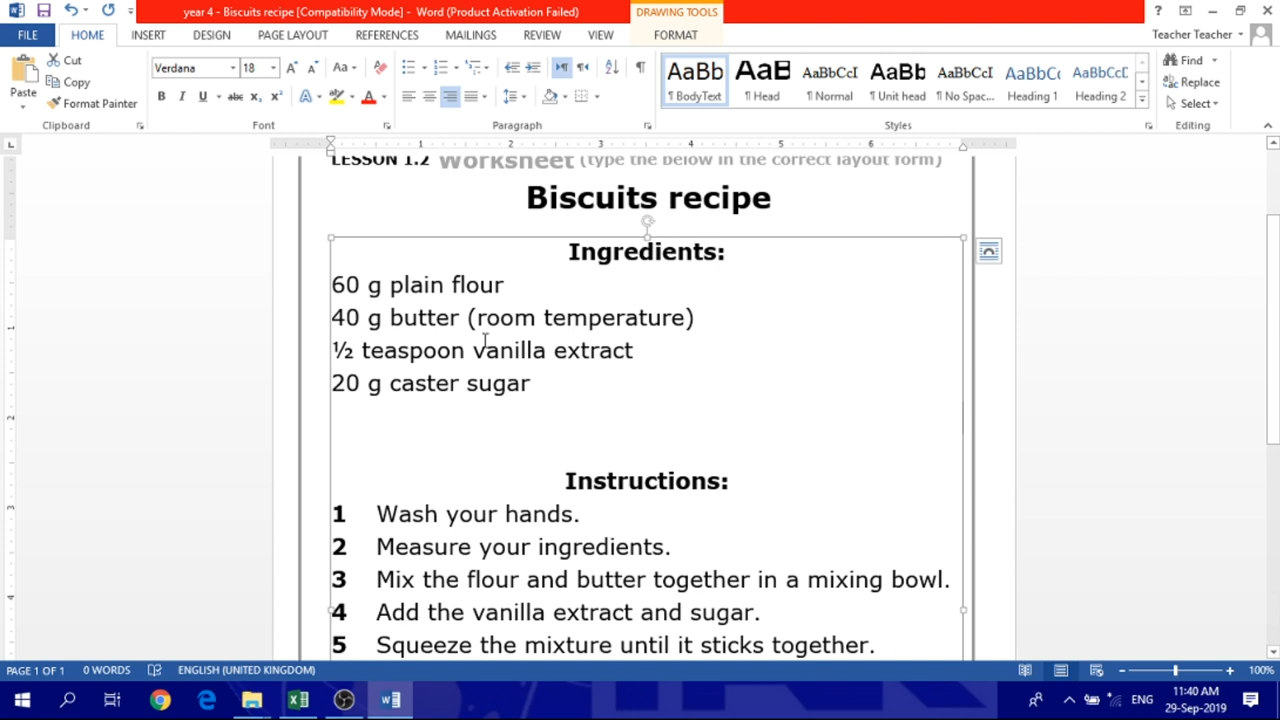 year 4 - Biscuits recipe [Compatibility Mode] - Word (Product Activation Failed)
DRAWING TOOLS
FILE HOME INSERT DESIGN PAGE LAYOUT REFERENCES MAILINGS REVIEW VIEW FORMAT
Teacher Teacher
Paste
Cut
Copy
Format Painter
Clipboard
Verdana 18
Font
Paragraph
AaBb AaB AaBbCcI AaBb AaBbCcI AaBbCc AaBbCcD
¶ BodyText ¶ Head ¶ Normal ¶ Unit head ¶ No Spac... Heading 1 Heading 2
Styles
Find
Replace
Select
Editing
1 2 3 4 5 6
LESSON 1.2 Worksheet (type the below in the correct layout form)
Biscuits recipe
Ingredients:
60 g plain flour
40 g butter (room temperature)
½ teaspoon vanilla extract
20 g caster sugar
Instructions:
1 Wash your hands.
2 Measure your ingredients.
3 Mix the flour and butter together in a mixing bowl.
4 Add the vanilla extract and sugar.
5 Squeeze the mixture until it sticks together.
PAGE 1 OF 1 0 WORDS ENGLISH (UNITED KINGDOM) 100%
ENG
11:40 AM
29-Sep-2019